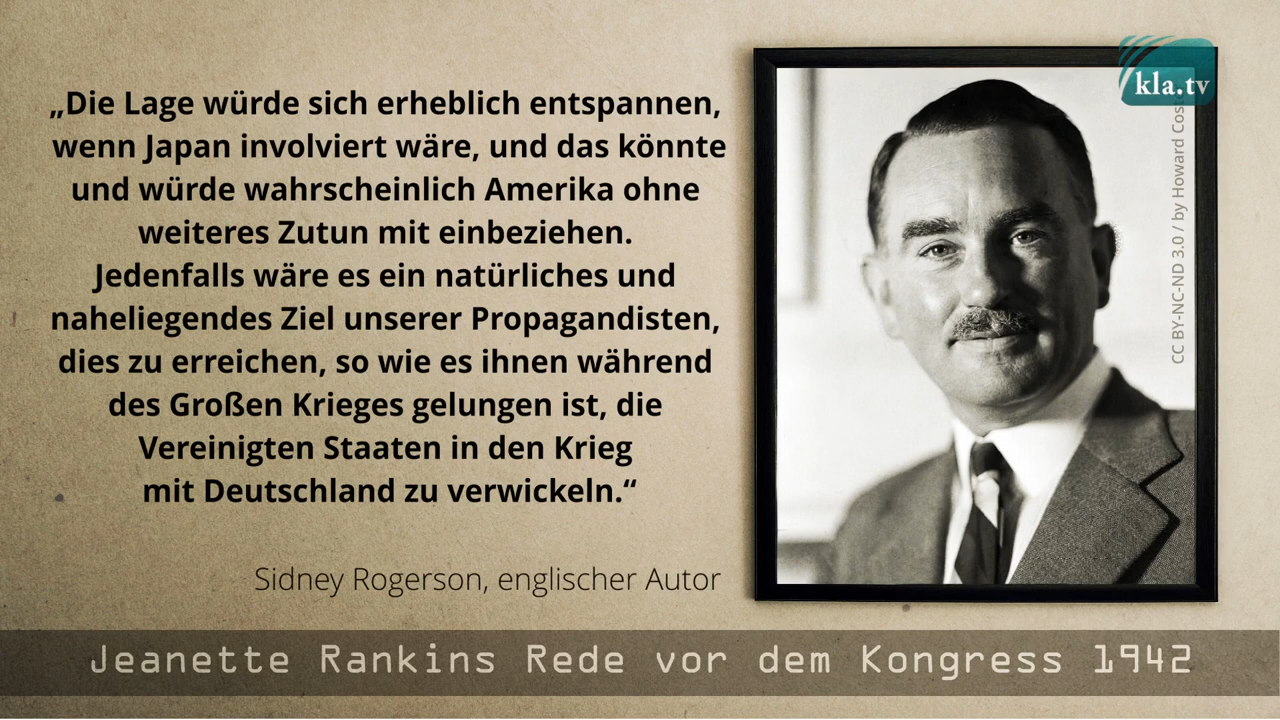 „Die Lage würde sich erheblich entspannen,
wenn Japan involviert wäre, und das könnte
und würde wahrscheinlich Amerika ohne
weiteres Zutun mit einbeziehen.
Jedenfalls wäre es ein natürliches und
naheliegendes Ziel unserer Propagandisten,
dies zu erreichen, so wie es ihnen während
des Großen Krieges gelungen ist, die
Vereinigten Staaten in den Krieg
mit Deutschland zu verwickeln.“
Sidney Rogerson, englischer Autor
kla.tv
CC BY-NC-ND 3.0 / by Howard
Jeanette Rankins Rede vor dem Kongress 1942